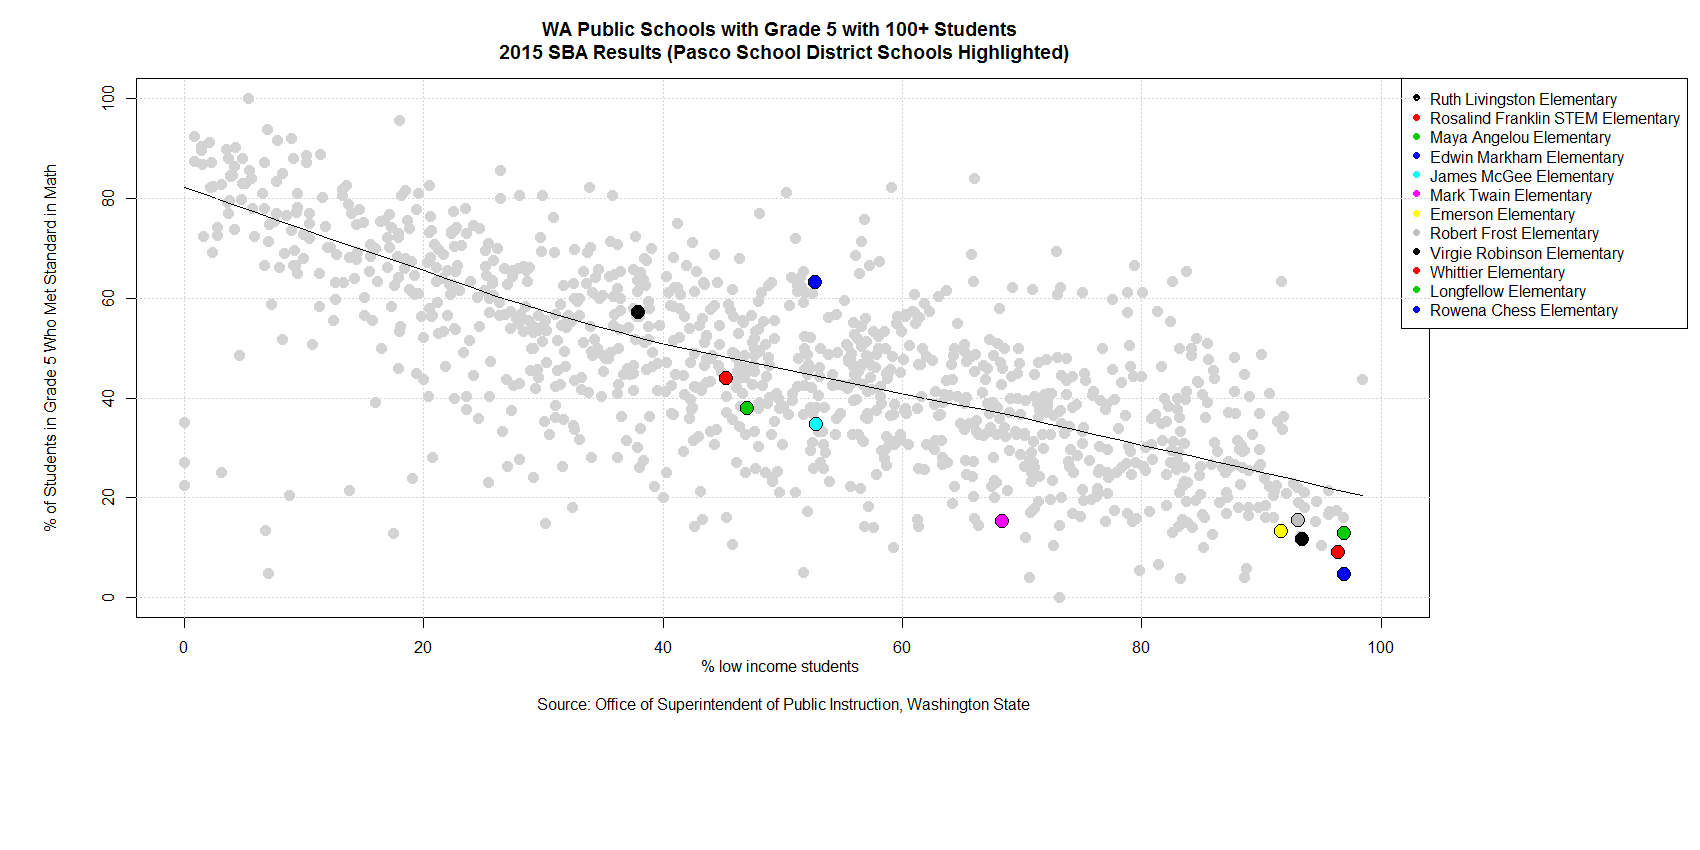 WA Public Schools with Grade 5 with 100+ Students
2015 SBA Results (Pasco School District Schools Highlighted)
% of Students in Grade 5 Who Met Standard in Math
100
80
60
40
20
0
0 20 40 60 80 100
% low income students
Source: Office of Superintendent of Public Instruction, Washington State
Ruth Livingston Elementary
Rosalind Franklin STEM Elementary
Maya Angelou Elementary
Edwin Markham Elementary
James McGee Elementary
Mark Twain Elementary
Emerson Elementary
Robert Frost Elementary
Virgie Robinson Elementary
Whittier Elementary
Longfellow Elementary
Rowena Chess Elementary